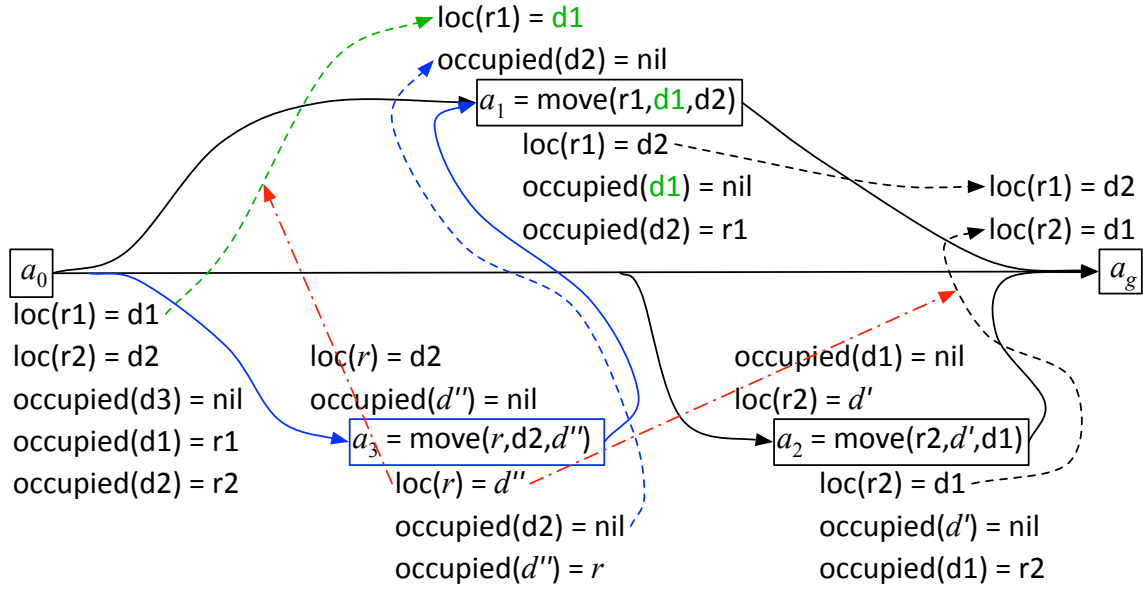 loc(r1) = d1
occupied(d2) = nil
a₁ = move(r1,d1,d2)
loc(r1) = d2
occupied(d1) = nil
occupied(d2) = r1
loc(r1) = d2
loc(r2) = d1
a₀
a_g
loc(r1) = d1
loc(r2) = d2
occupied(d3) = nil
occupied(d1) = r1
occupied(d2) = r2
loc(r) = d2
occupied(d'') = nil
a₃ = move(r,d2,d'')
loc(r) = d''
occupied(d2) = nil
occupied(d'') = r
occupied(d1) = nil
loc(r2) = d'
a₂ = move(r2,d',d1)
loc(r2) = d1
occupied(d') = nil
occupied(d1) = r2